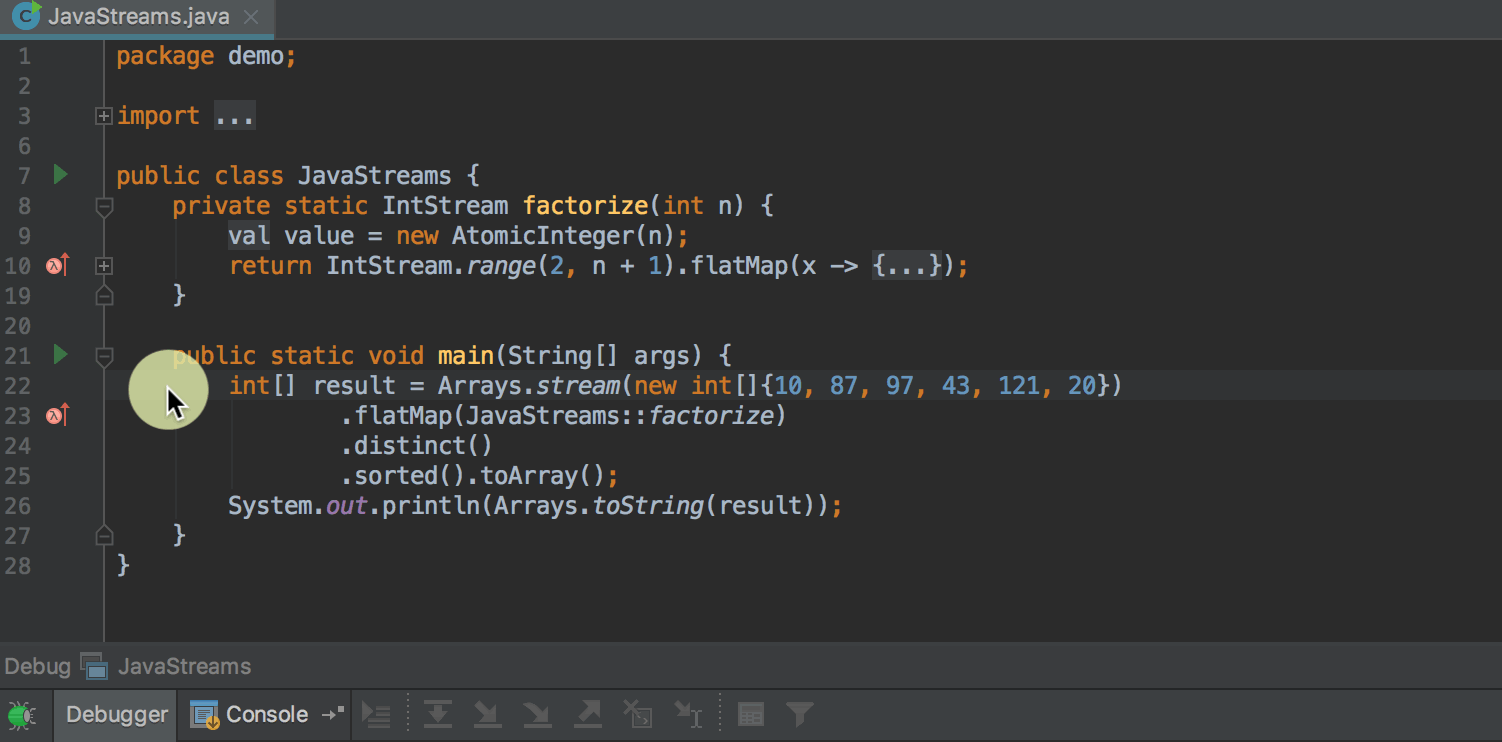 JavaStreams.java
1 package demo;
2
3 import ...
6
7 public class JavaStreams {
8 private static IntStream factorize(int n) {
9 val value = new AtomicInteger(n);
10 return IntStream.range(2, n + 1).flatMap(x -> {...});
19 }
20
21 public static void main(String[] args) {
22 int[] result = Arrays.stream(new int[]{10, 87, 97, 43, 121, 20})
23 .flatMap(JavaStreams::factorize)
24 .distinct()
25 .sorted().toArray();
26 System.out.println(Arrays.toString(result));
27 }
28 }
Debug JavaStreams
Debugger Console